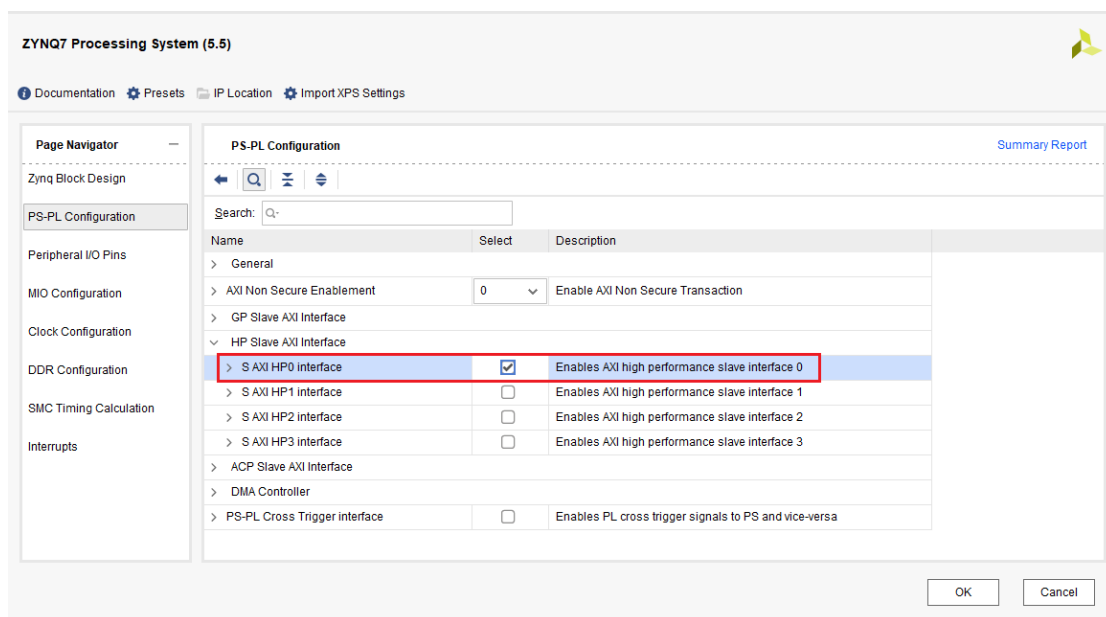 ZYNQ7 Processing System (5.5)
Documentation Presets IP Location Import XPS Settings
Page Navigator
Zynq Block Design
PS-PL Configuration
Peripheral I/O Pins
MIO Configuration
Clock Configuration
DDR Configuration
SMC Timing Calculation
Interrupts
PS-PL Configuration Summary Report
Search:
Name Select Description
General
AXI Non Secure Enablement 0 Enable AXI Non Secure Transaction
GP Slave AXI Interface
HP Slave AXI Interface
S AXI HP0 interface Enables AXI high performance slave interface 0
S AXI HP1 interface Enables AXI high performance slave interface 1
S AXI HP2 interface Enables AXI high performance slave interface 2
S AXI HP3 interface Enables AXI high performance slave interface 3
ACP Slave AXI Interface
DMA Controller
PS-PL Cross Trigger interface Enables PL cross trigger signals to PS and vice-versa
OK Cancel